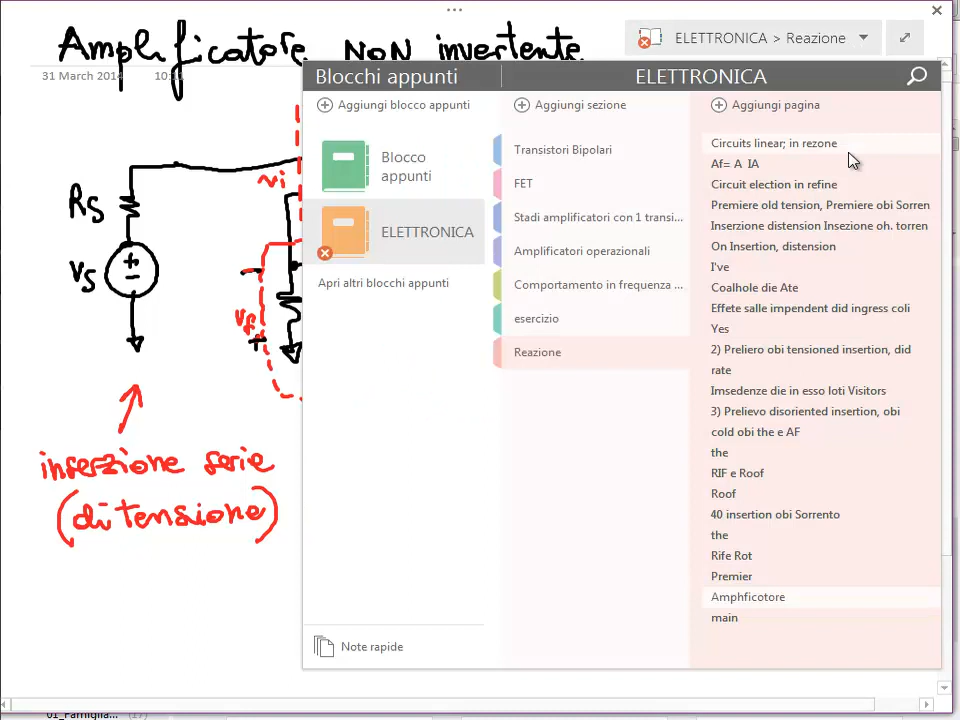 Amplificatore NON invertente
ELETTRONICA > Reazione
31 March 2014
Blocchi appunti
ELETTRONICA
Aggiungi blocco appunti
Aggiungi sezione
Aggiungi pagina
Blocco
appunti
ELETTRONICA
Apri altri blocchi appunti
Note rapide
Transistori Bipolari
FET
Stadi amplificatori con 1 transi...
Amplificatori operazionali
Comportamento in frequenza ...
esercizio
Reazione
Circuits linear; in rezone
Af= A IA
Circuit election in refine
Premiere old tension, Premiere obi Sorren
Inserzione distension Insezione oh. torren
On Insertion, distension
I've
Coalhole die Ate
Effete salle impendent did ingress coli
Yes
2) Preliero obi tensioned insertion, did
rate
Imsedenze die in esso loti Visitors
3) Prelievo disoriented insertion, obi
cold obi the e AF
the
RIF e Roof
Roof
40 insertion obi Sorrento
the
Rife Rot
Premier
Amphficotore
main
Rs
vs
vi
vf
inserzione serie
(di tensione)
01_Famiglia... (17)